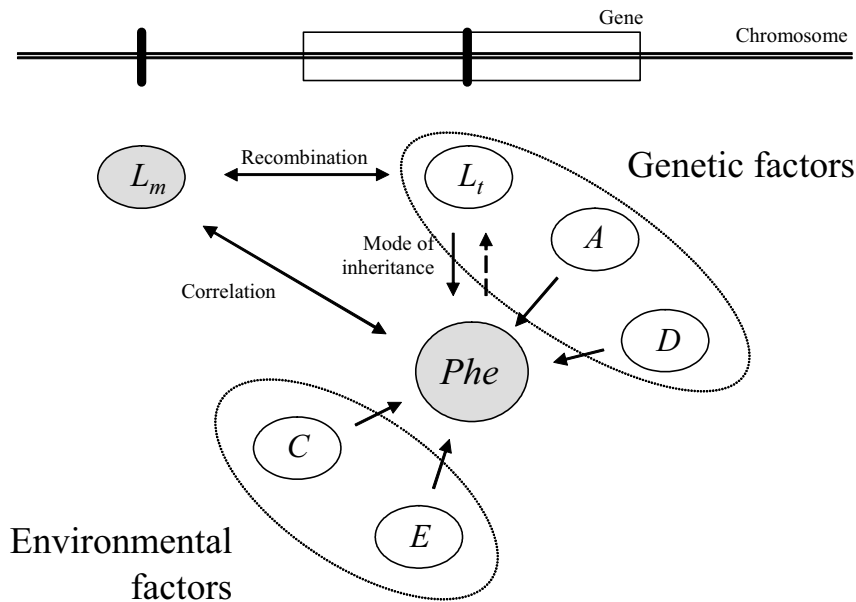 Gene
Chromosome
Recombination
Genetic factors
L_m
L_t
A
Mode of
inheritance
Correlation
D
Phe
C
E
Environmental
factors